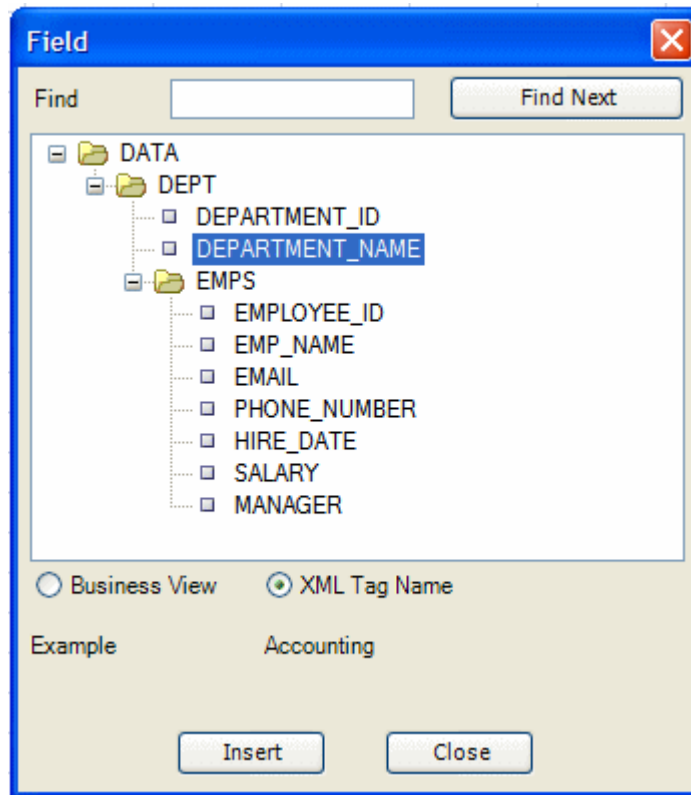 Field
Find Find Next
DATA
DEPT
DEPARTMENT_ID
DEPARTMENT_NAME
EMPS
EMPLOYEE_ID
EMP_NAME
EMAIL
PHONE_NUMBER
HIRE_DATE
SALARY
MANAGER
Business View XML Tag Name
Example Accounting
Insert Close